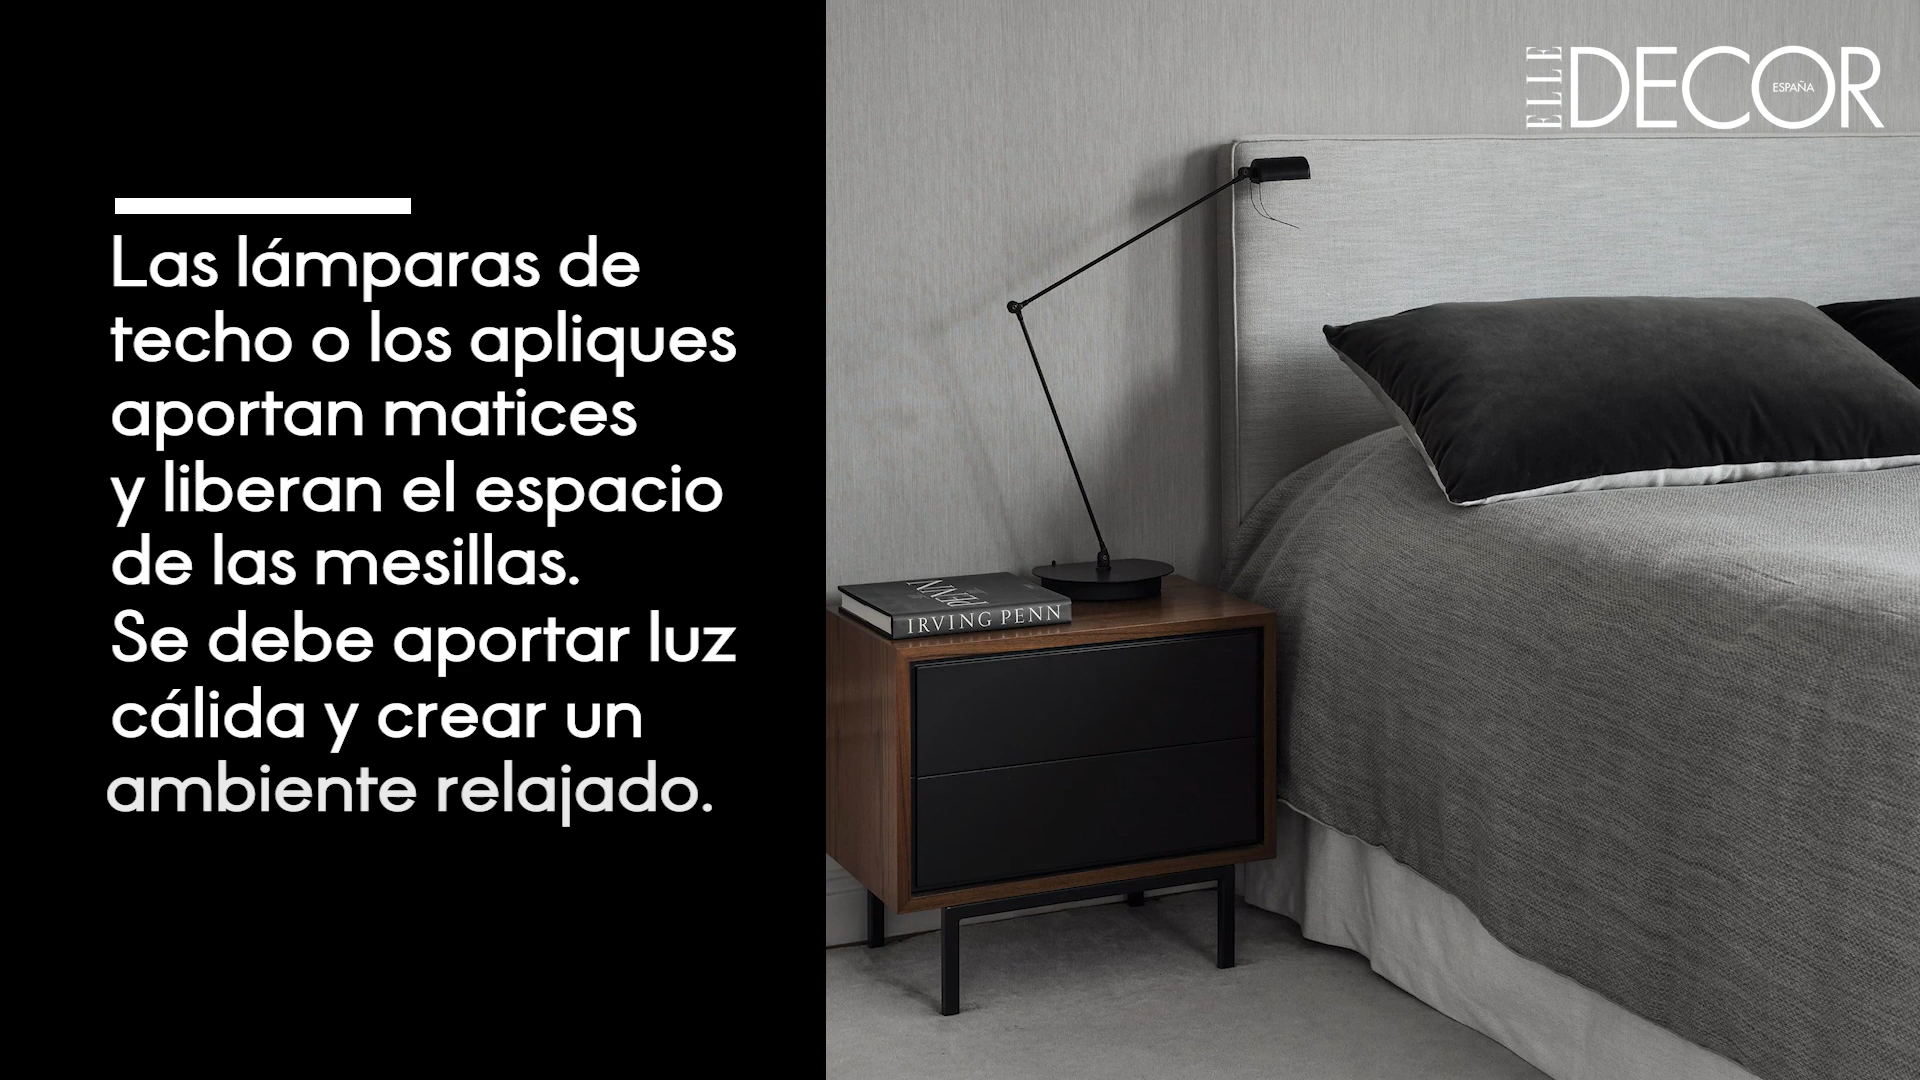 Las lámparas de
techo o los apliques
aportan matices
y liberan el espacio
de las mesillas.
Se debe aportar luz
cálida y crear un
ambiente relajado.
ELLE DECOR
ESPAÑA
PENN
IRVING PENN